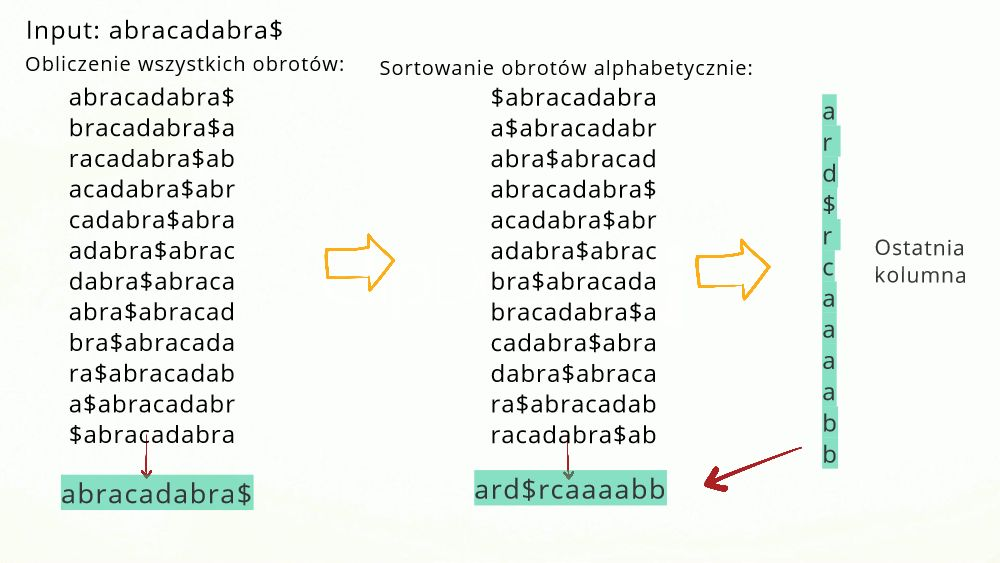 Input: abracadabra$
Obliczenie wszystkich obrotów:
abracadabra$
bracadabra$a
racadabra$ab
acadabra$abr
cadabra$abra
adabra$abrac
dabra$abraca
abra$abracad
bra$abracada
ra$abracadab
a$abracadabr
$abracadabra
abracadabra$
Sortowanie obrotów alphabetycznie:
$abracadabra
a$abracadabr
abra$abracad
abracadabra$
acadabra$abr
adabra$abrac
bra$abracada
bracadabra$a
cadabra$abra
dabra$abraca
ra$abracadab
racadabra$ab
ard$rcaaaabb
a
r
d
$
r
c
a
a
a
a
b
b
Ostatnia
kolumna